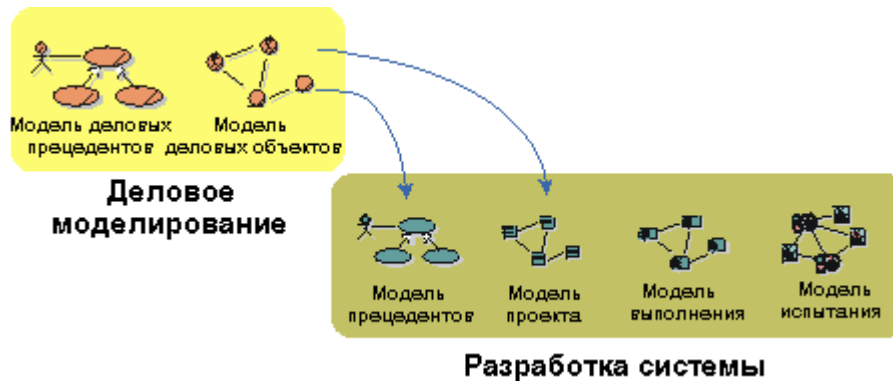 Модель деловых
прецедентов
Модель
деловых объектов
Деловое
моделирование
Модель
прецедентов
Модель
проекта
Модель
выполнения
Модель
испытания
Разработка системы